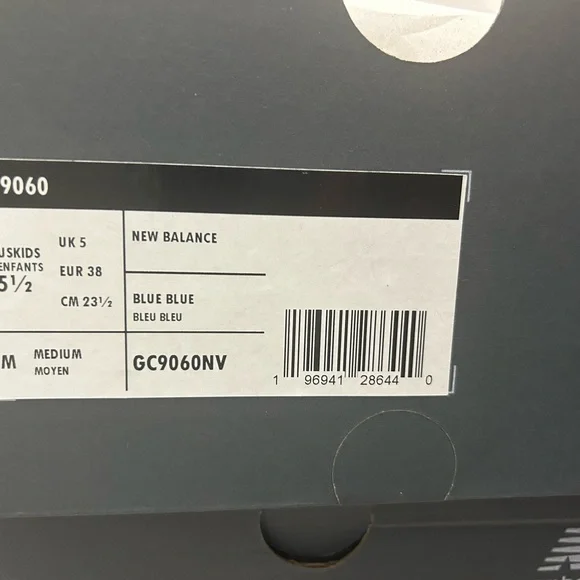 9060
USKIDS
ENFANTS
5½
UK 5
EUR 38
CM 23½
M
MEDIUM
MOYEN
NEW BALANCE
BLUE BLUE
BLEU BLEU
GC9060NV
1 96941 28644 0